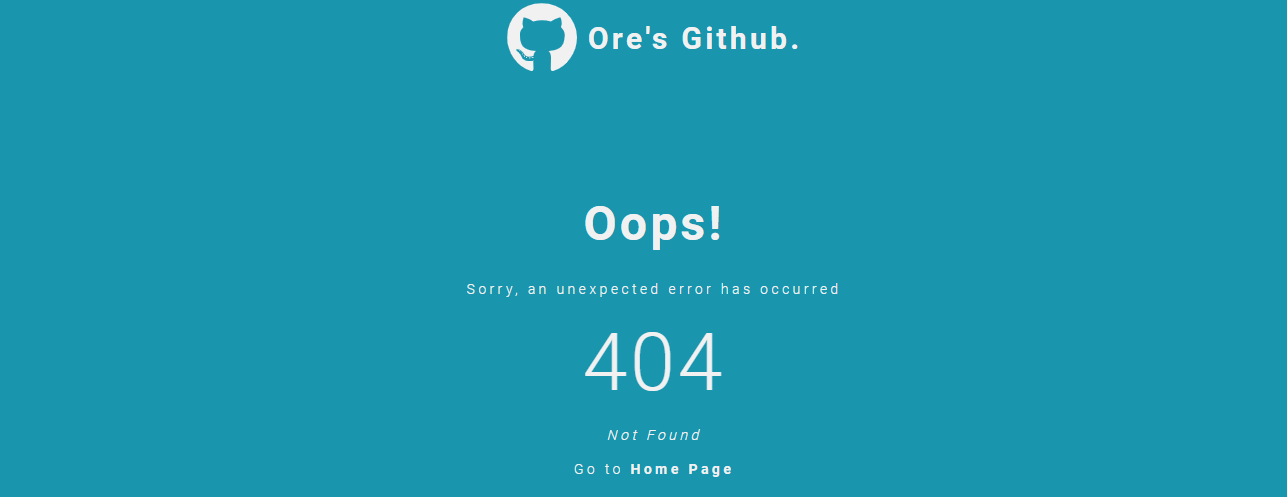 Ore's Github.
Oops!
Sorry, an unexpected error has occurred
404
Not Found
Go to Home Page